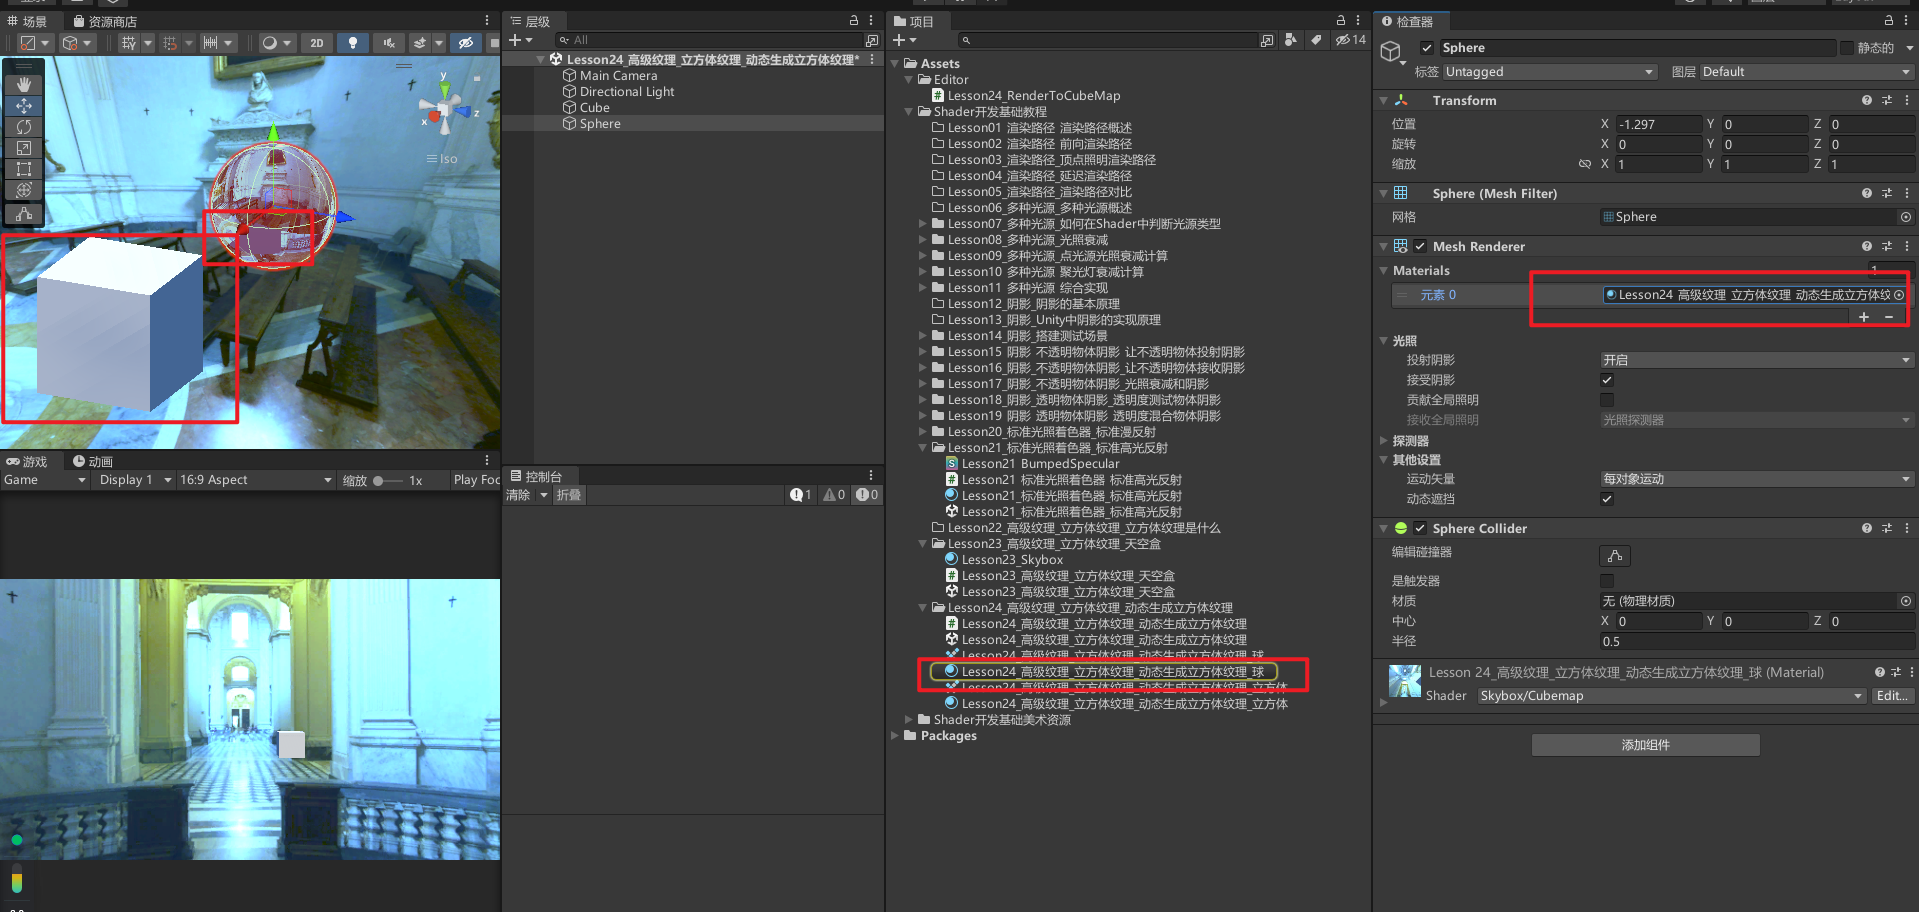 场景
资源商店
2D
y
z
x
Iso
游戏
动画
Game
Display 1
16:9 Aspect
缩放
1x
Play Foc
层级
All
Lesson24_高级纹理_立方体纹理_动态生成立方体纹理*
Main Camera
Directional Light
Cube
Sphere
控制台
清除
折叠
1
0
0
项目
14
Assets
Editor
Lesson24_RenderToCubeMap
Shader开发基础教程
Lesson01_渲染路径_渲染路径概述
Lesson02_渲染路径_前向渲染路径
Lesson03_渲染路径_顶点照明渲染路径
Lesson04_渲染路径_延迟渲染路径
Lesson05_渲染路径_渲染路径对比
Lesson06_多种光源_多种光源概述
Lesson07_多种光源_如何在Shader中判断光源类型
Lesson08_多种光源_光照衰减
Lesson09_多种光源_点光源光照衰减计算
Lesson10_多种光源_聚光灯衰减计算
Lesson11_多种光源_综合实现
Lesson12_阴影_阴影的基本原理
Lesson13_阴影_Unity中阴影的实现原理
Lesson14_阴影_搭建测试场景
Lesson15_阴影_不透明物体阴影_让不透明物体投射阴影
Lesson16_阴影_不透明物体阴影_让不透明物体接收阴影
Lesson17_阴影_不透明物体阴影_光照衰减和阴影
Lesson18_阴影_透明物体阴影_透明度测试物体阴影
Lesson19_阴影_透明物体阴影_透明度混合物体阴影
Lesson20_标准光照着色器_标准漫反射
Lesson21_标准光照着色器_标准高光反射
Lesson21_BumpedSpecular
Lesson21_标准光照着色器_标准高光反射
Lesson21_标准光照着色器_标准高光反射
Lesson21_标准光照着色器_标准高光反射
Lesson22_高级纹理_立方体纹理_立方体纹理是什么
Lesson23_高级纹理_立方体纹理_天空盒
Lesson23_Skybox
Lesson23_高级纹理_立方体纹理_天空盒
Lesson23_高级纹理_立方体纹理_天空盒
Lesson24_高级纹理_立方体纹理_动态生成立方体纹理
Lesson24_高级纹理_立方体纹理_动态生成立方体纹理
Lesson24_高级纹理_立方体纹理_动态生成立方体纹理
Lesson24_高级纹理_立方体纹理_动态生成立方体纹理_球
Lesson24_高级纹理_立方体纹理_动态生成立方体纹理_球
Lesson24_高级纹理_立方体纹理_动态生成立方体纹理_立方体
Lesson24_高级纹理_立方体纹理_动态生成立方体纹理_立方体
Shader开发基础美术资源
Packages
检查器
Sphere
静态的
标签 Untagged
图层 Default
Transform
位置 X -1.297 Y 0 Z 0
旋转 X 0 Y 0 Z 0
缩放 X 1 Y 1 Z 1
Sphere (Mesh Filter)
网格 Sphere
Mesh Renderer
Materials 1
元素 0 Lesson24_高级纹理_立方体纹理_动态生成立方体纹
+ -
光照
投射阴影 开启
接受阴影
贡献全局照明
接收全局照明 光照探测器
探测器
其他设置
运动矢量 每对象运动
动态遮挡
Sphere Collider
编辑碰撞器
是触发器
材质 无 (物理材质)
中心 X 0 Y 0 Z 0
半径 0.5
Lesson 24_高级纹理_立方体纹理_动态生成立方体纹理_球 (Material)
Shader Skybox/Cubemap Edit...
添加组件